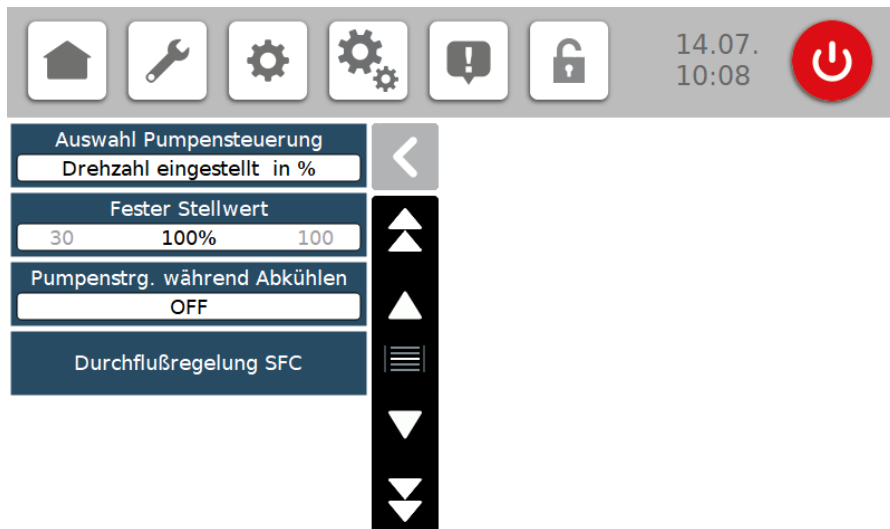 14.07.
10:08
Auswahl Pumpensteuerung
Drehzahl eingestellt in %
Fester Stellwert
30 100% 100
Pumpenstrg. während Abkühlen
OFF
Durchflußregelung SFC